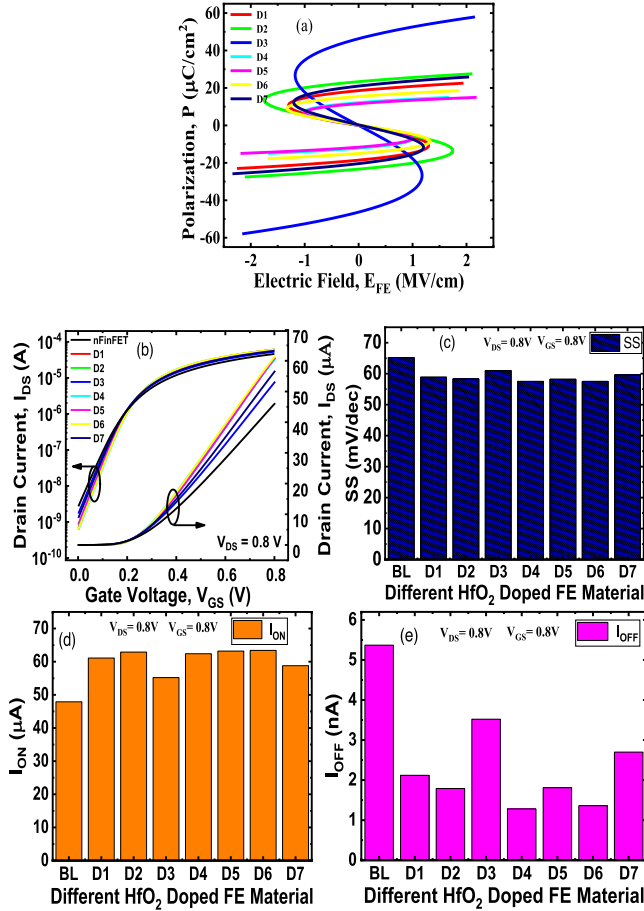 (a)
D1
D2
D3
D4
D5
D6
D7
60
40
20
0
-20
-40
-60
Polarization, P (μC/cm²)
-2 -1 0 1 2
Electric Field, E_FE (MV/cm)
(b)
nFinFET
D1
D2
D3
D4
D5
D6
D7
10⁻⁴
10⁻⁵
10⁻⁶
10⁻⁷
10⁻⁸
10⁻⁹
10⁻¹⁰
Drain Current, I_DS (A)
70
60
50
40
30
20
10
0
Drain Current, I_DS (μA)
V_DS = 0.8 V
0.0 0.2 0.4 0.6 0.8
Gate Voltage, V_GS (V)
(c)
V_DS= 0.8V V_GS= 0.8V
SS
70
60
50
40
30
20
10
0
SS (mV/dec)
BL D1 D2 D3 D4 D5 D6 D7
Different HfO₂ Doped FE Material
(d)
V_DS= 0.8V V_GS= 0.8V
I_ON
70
60
50
40
30
20
10
0
I_ON (μA)
BL D1 D2 D3 D4 D5 D6 D7
Different HfO₂ Doped FE Material
(e)
V_DS= 0.8V V_GS= 0.8V
I_OFF
6
5
4
3
2
1
0
I_OFF (nA)
BL D1 D2 D3 D4 D5 D6 D7
Different HfO₂ Doped FE Material